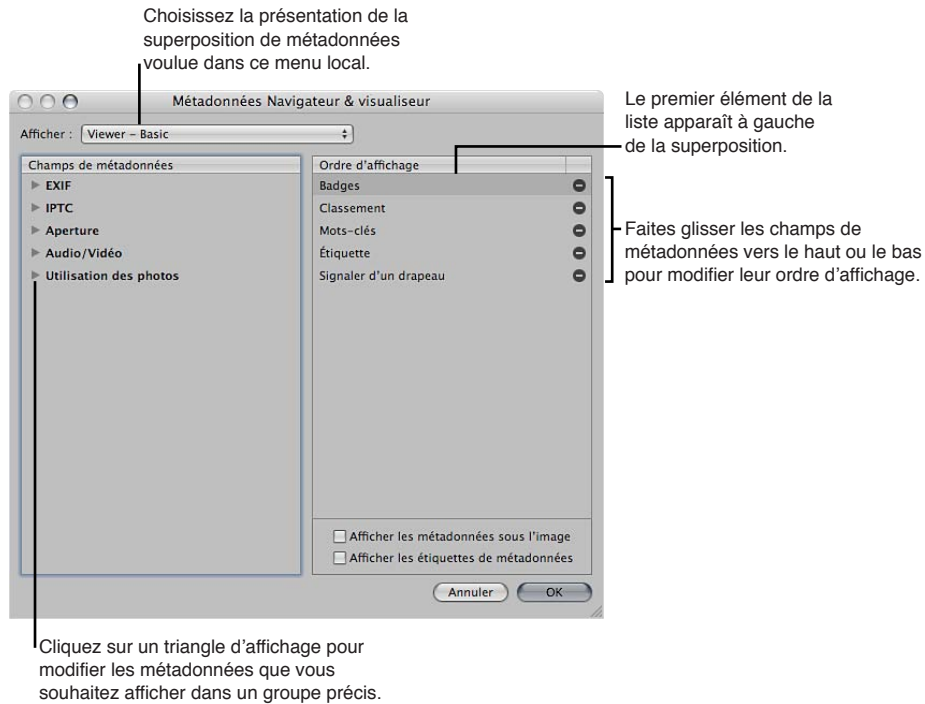 Choisissez la présentation de la
superposition de métadonnées
voulue dans ce menu local.
Métadonnées Navigateur & visualiseur
Afficher : Viewer – Basic
Le premier élément de la
liste apparaît à gauche
de la superposition.
Champs de métadonnées
EXIF
IPTC
Aperture
Audio/Vidéo
Utilisation des photos
Ordre d'affichage
Badges
Classement
Mots-clés
Étiquette
Signaler d'un drapeau
Faites glisser les champs de
métadonnées vers le haut ou le bas
pour modifier leur ordre d'affichage.
Afficher les métadonnées sous l'image
Afficher les étiquettes de métadonnées
Annuler
OK
Cliquez sur un triangle d'affichage pour
modifier les métadonnées que vous
souhaitez afficher dans un groupe précis.